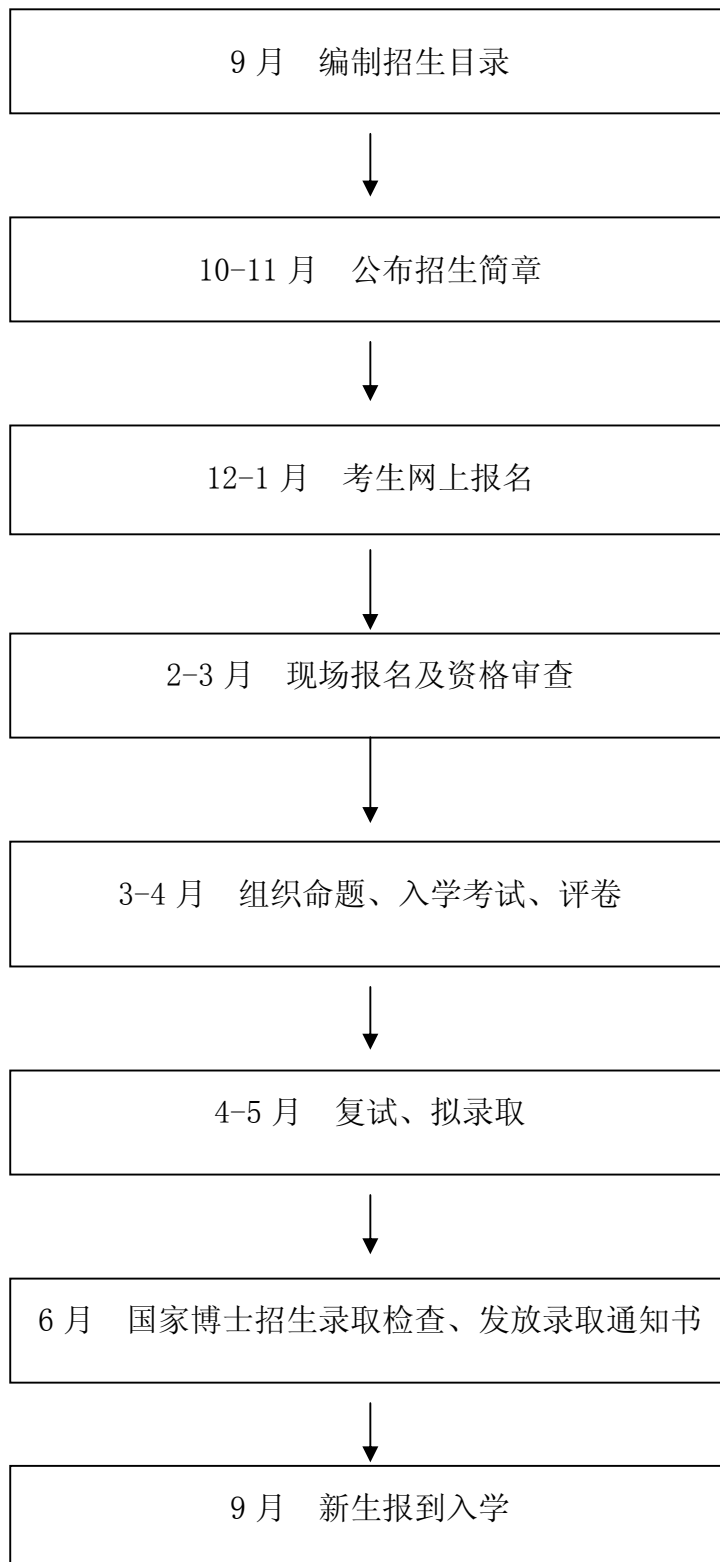 9 月　编制招生目录
10-11 月　公布招生简章
12-1 月　考生网上报名
2-3 月　现场报名及资格审查
3-4 月　组织命题、入学考试、评卷
4-5 月　复试、拟录取
6 月　国家博士招生录取检查、发放录取通知书
9 月　新生报到入学